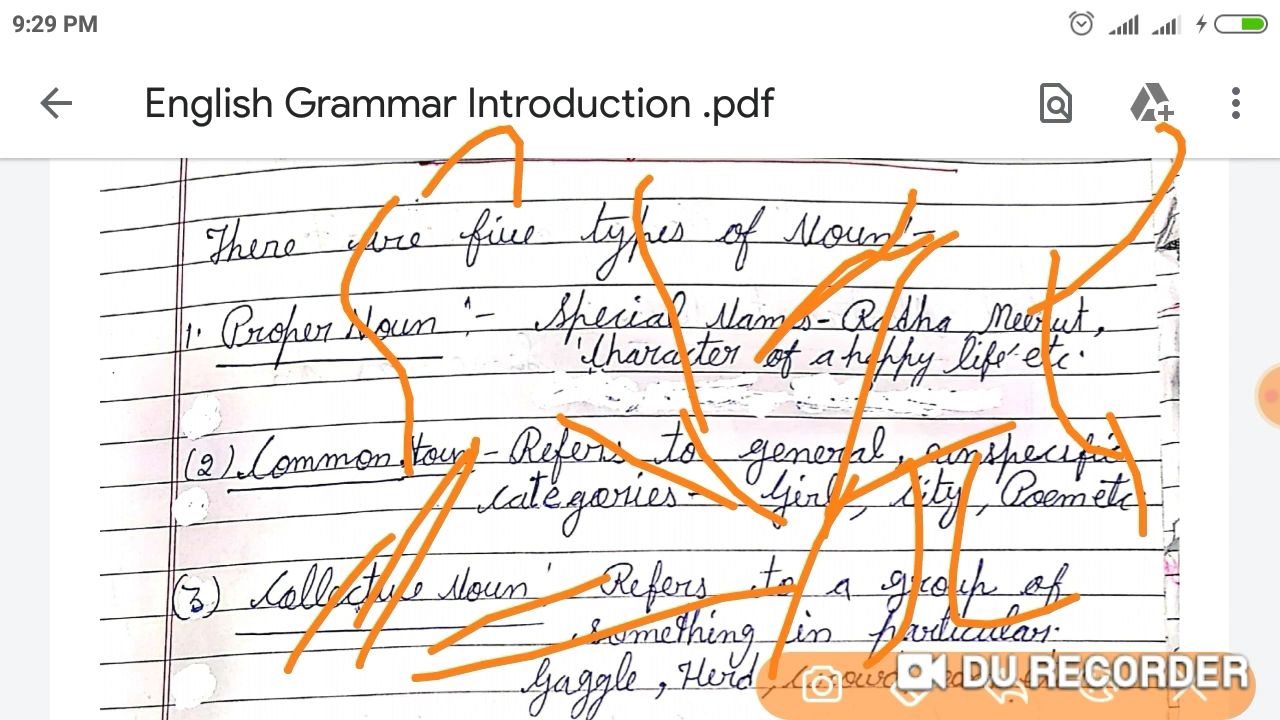 9:29 PM
English Grammar Introduction .pdf
There are five types of Noun:-
1. Proper Noun :- Special Names - Radha Meerut,
Character of a happy life etc.
(2) Common Noun - Refers to general, unspecific
categories - Girl, City, Poem etc
(3) Collective Noun Refers to a group of
something in particular.
Gaggle, Herd, Crowd,
DU RECORDER